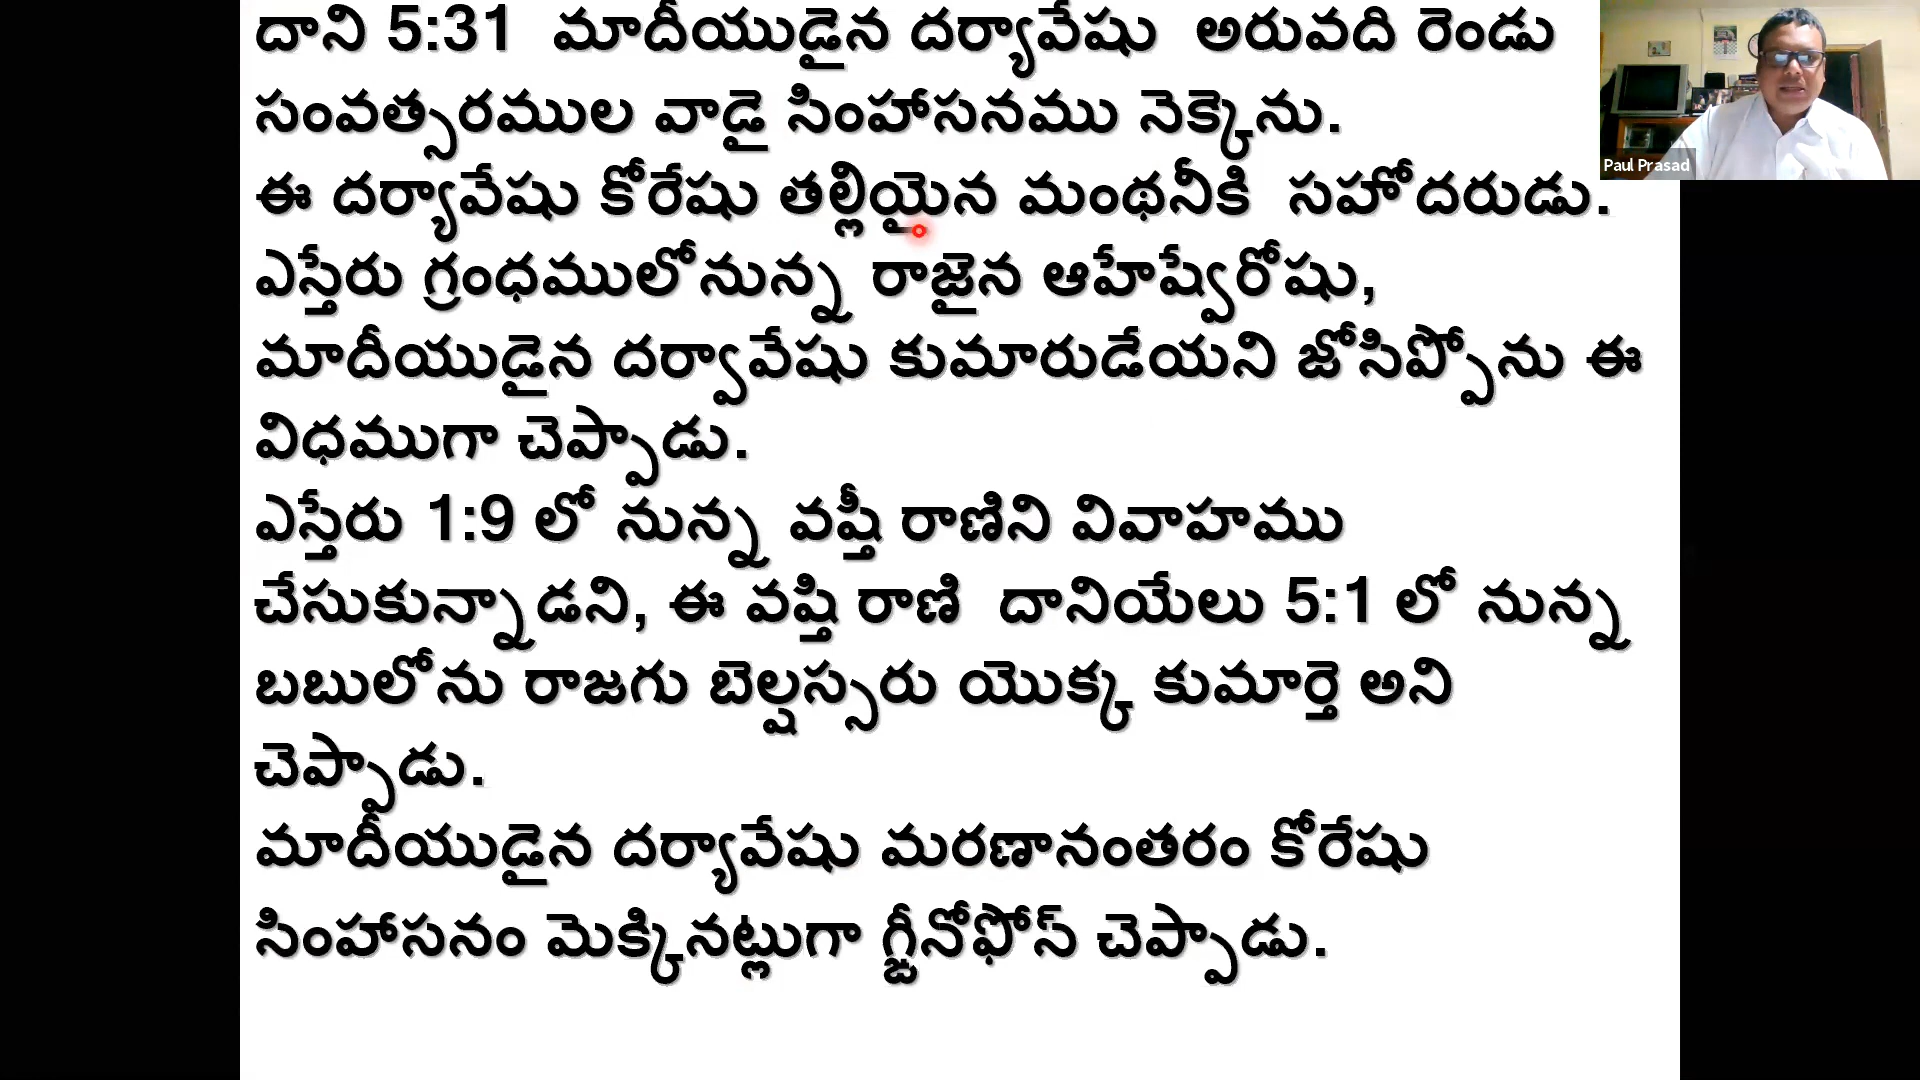 దాని 5:31  మాదీయుడైన దర్యావేషు  అరువది రెండు
సంవత్సరముల వాడై సింహాసనము నెక్కెను.
ఈ దర్యావేషు కోరేషు తల్లియైన మంథనీకి  సహోదరుడు.
ఎస్తేరు గ్రంధములోనున్న రాజైన ఆహేష్వేరోషు,
మాదీయుడైన దర్వావేషు కుమారుడేయని జోసిప్పోను ఈ
విధముగా చెప్పాడు.
ఎస్తేరు 1:9 లో నున్న వష్తీ రాణిని వివాహము
చేసుకున్నాడని, ఈ వష్తి రాణి  దానియేలు 5:1 లో నున్న
బబులోను రాజగు బెల్షస్సరు యొక్క కుమార్తె అని
చెప్పాడు.
మాదీయుడైన దర్యావేషు మరణానంతరం కోరేషు
సింహాసనం మెక్కినట్లుగా చెప్పాడు.
Paul Prasad